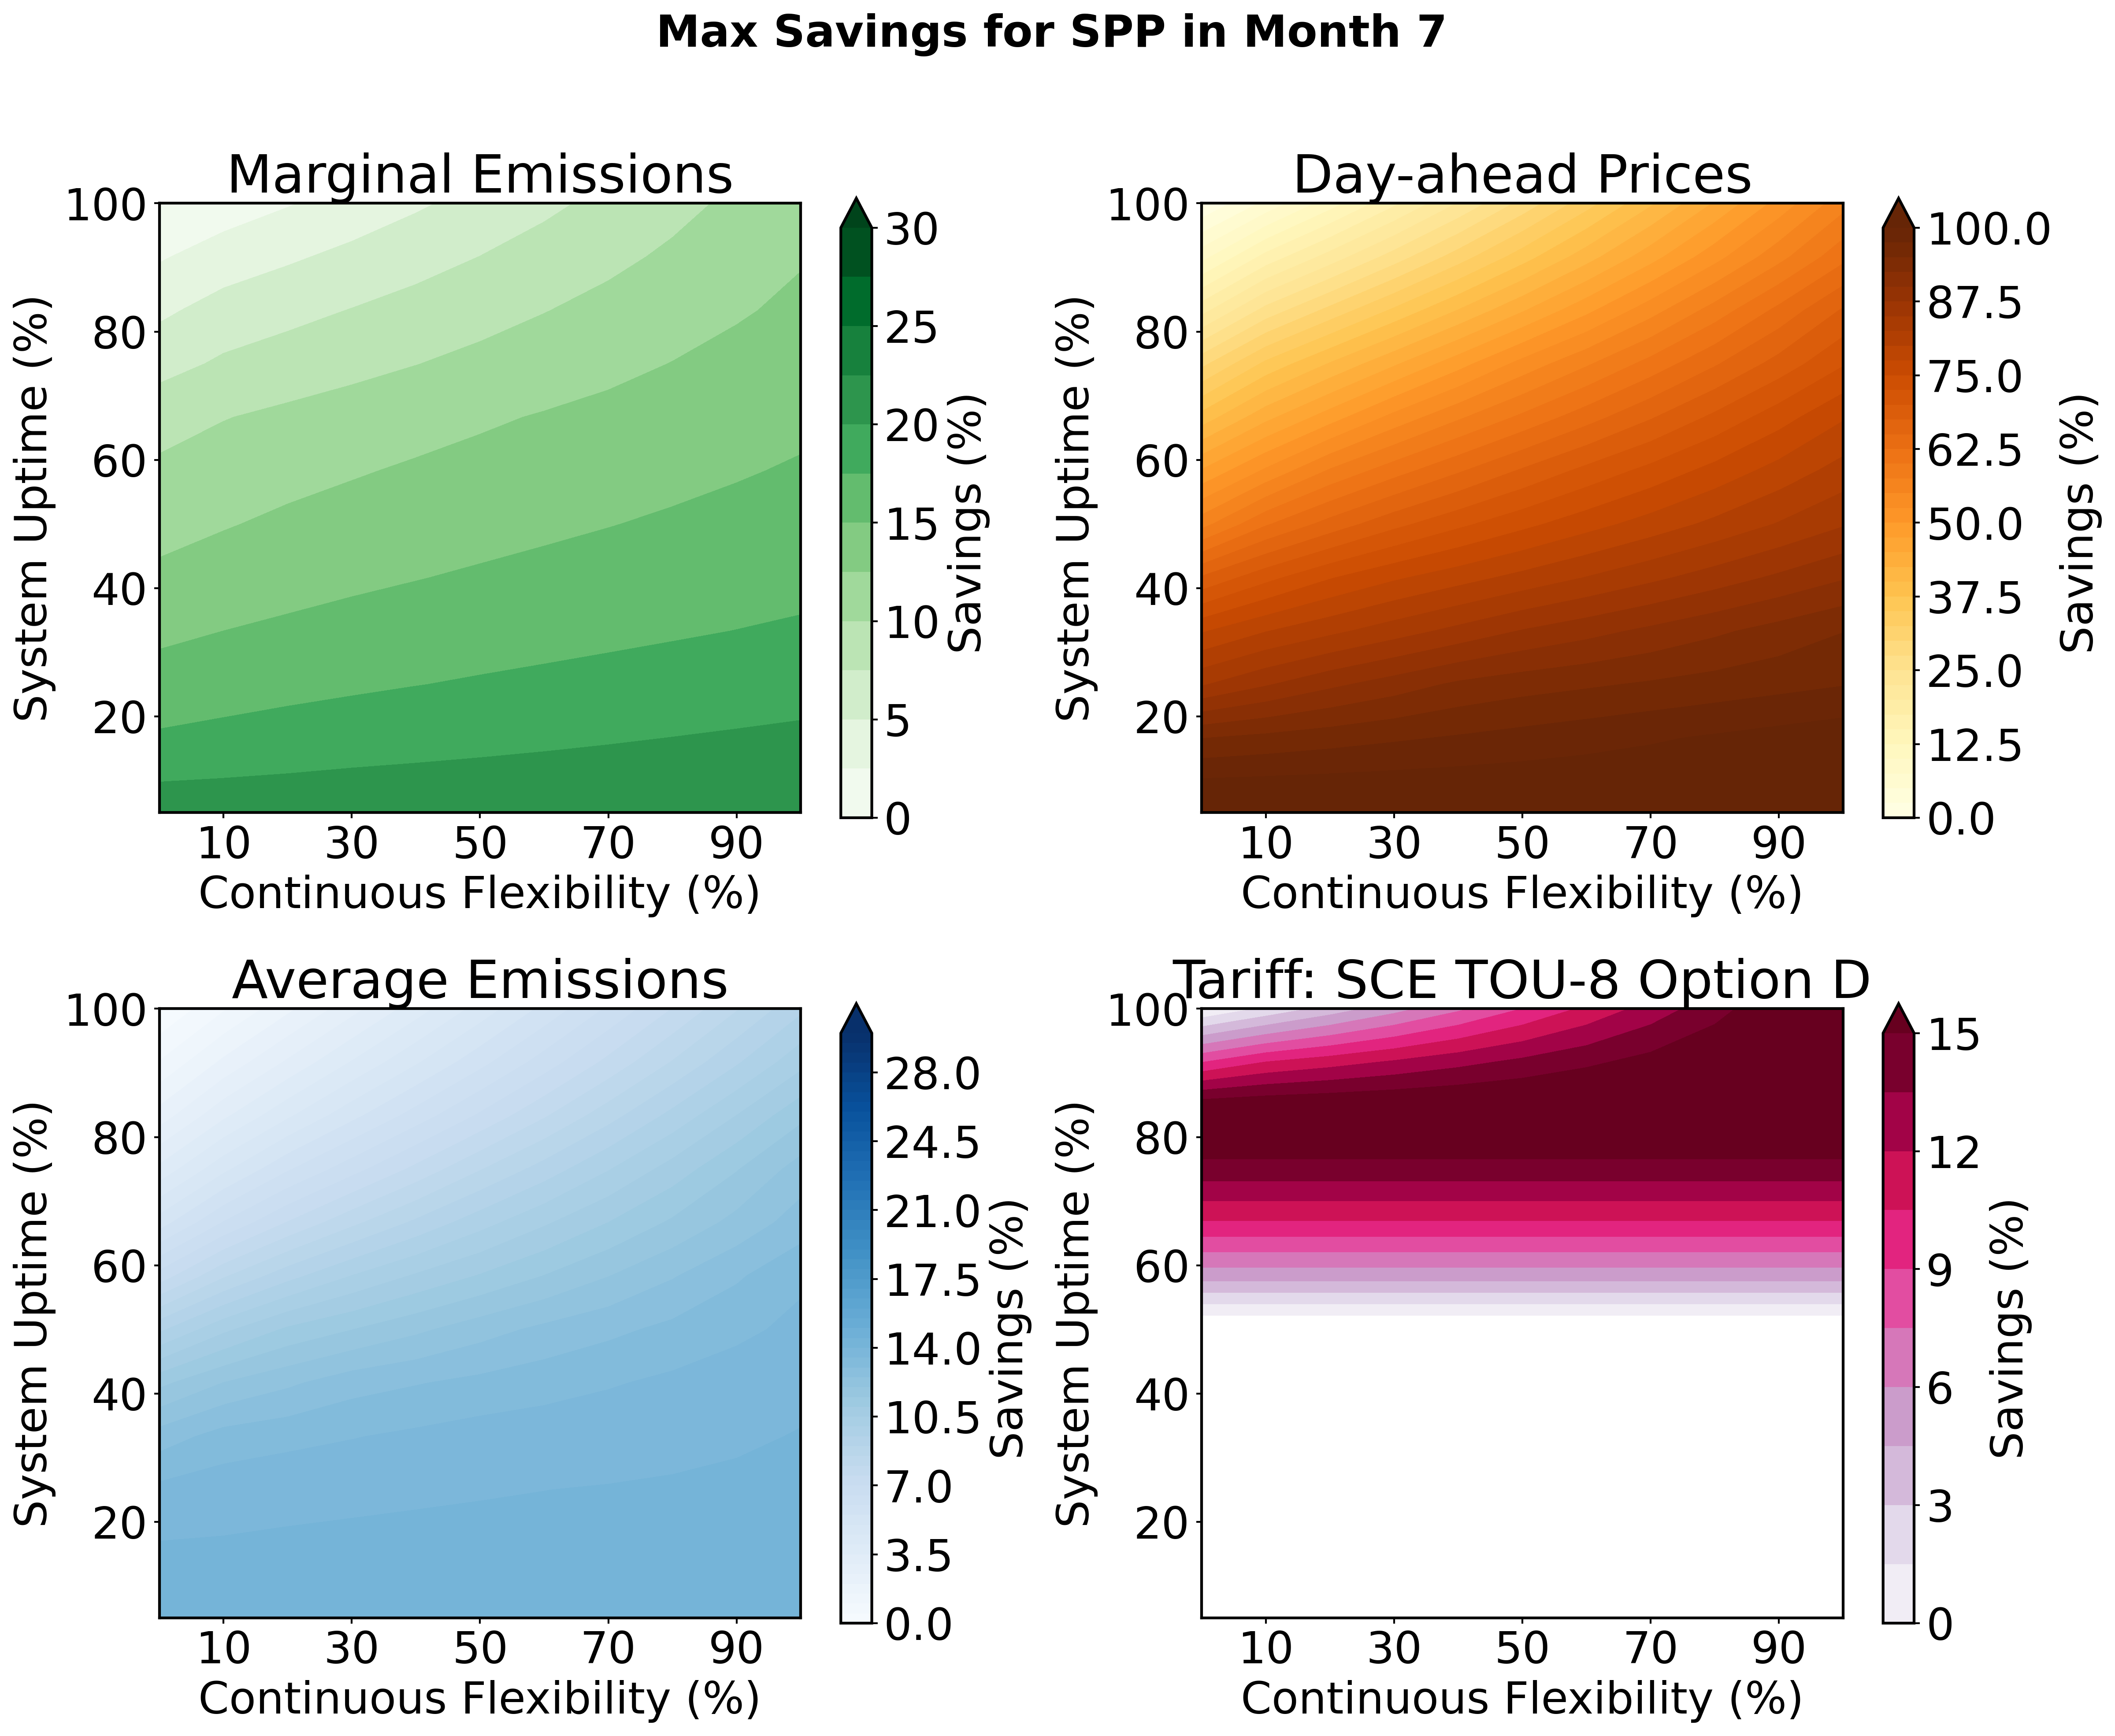 Max Savings for SPP in Month 7
Marginal Emissions
100
80
60
40
20
System Uptime (%)
10 30 50 70 90
Continuous Flexibility (%)
30
25
20
15
10
5
0
Savings (%)
Day-ahead Prices
100
80
60
40
20
System Uptime (%)
10 30 50 70 90
Continuous Flexibility (%)
100.0
87.5
75.0
62.5
50.0
37.5
25.0
12.5
0.0
Savings (%)
Average Emissions
100
80
60
40
20
System Uptime (%)
10 30 50 70 90
Continuous Flexibility (%)
28.0
24.5
21.0
17.5
14.0
10.5
7.0
3.5
0.0
Savings (%)
Tariff: SCE TOU-8 Option D
100
80
60
40
20
System Uptime (%)
10 30 50 70 90
Continuous Flexibility (%)
15
12
9
6
3
0
Savings (%)